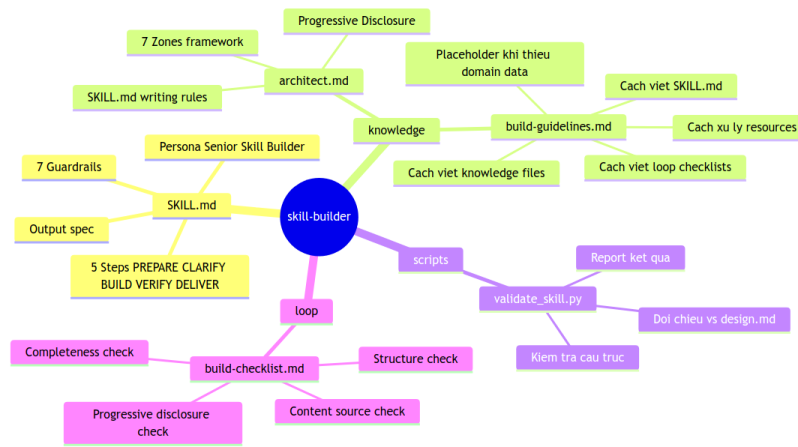 Progressive Disclosure
7 Zones framework
architect.md
SKILL.md writing rules
Placeholder khi thieu
domain data
Cach viet SKILL.md
knowledge
build-guidelines.md
Cach xu ly resources
Cach viet knowledge files
Cach viet loop checklists
Persona Senior Skill Builder
7 Guardrails
SKILL.md
Output spec
5 Steps PREPARE CLARIFY
BUILD VERIFY DELIVER
skill-builder
scripts
Report ket qua
validate_skill.py
Doi chieu vs design.md
Kiem tra cau truc
loop
Completeness check
build-checklist.md
Structure check
Progressive disclosure
check
Content source check